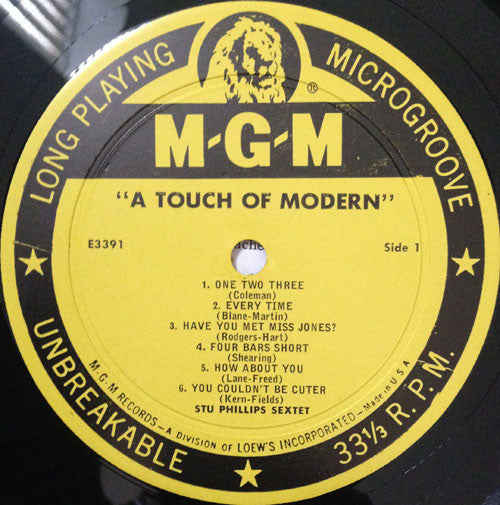 LONG PLAYING
MICROGROOVE
®
M-G-M
"A TOUCH OF MODERN"
E3391
Side 1
1. ONE TWO THREE
(Coleman)
2. EVERY TIME
(Blane-Martin)
3. HAVE YOU MET MISS JONES?
(Rodgers-Hart)
4. FOUR BARS SHORT
(Shearing)
5. HOW ABOUT YOU
(Lane-Freed)
6. YOU COULDN'T BE CUTER
(Kern-Fields)
STU PHILLIPS SEXTET
M. G. M RECORDS—A DIVISION OF LOEW'S INCORPORATED—Made in U.S.A
UNBREAKABLE
33⅓ R.P.M.